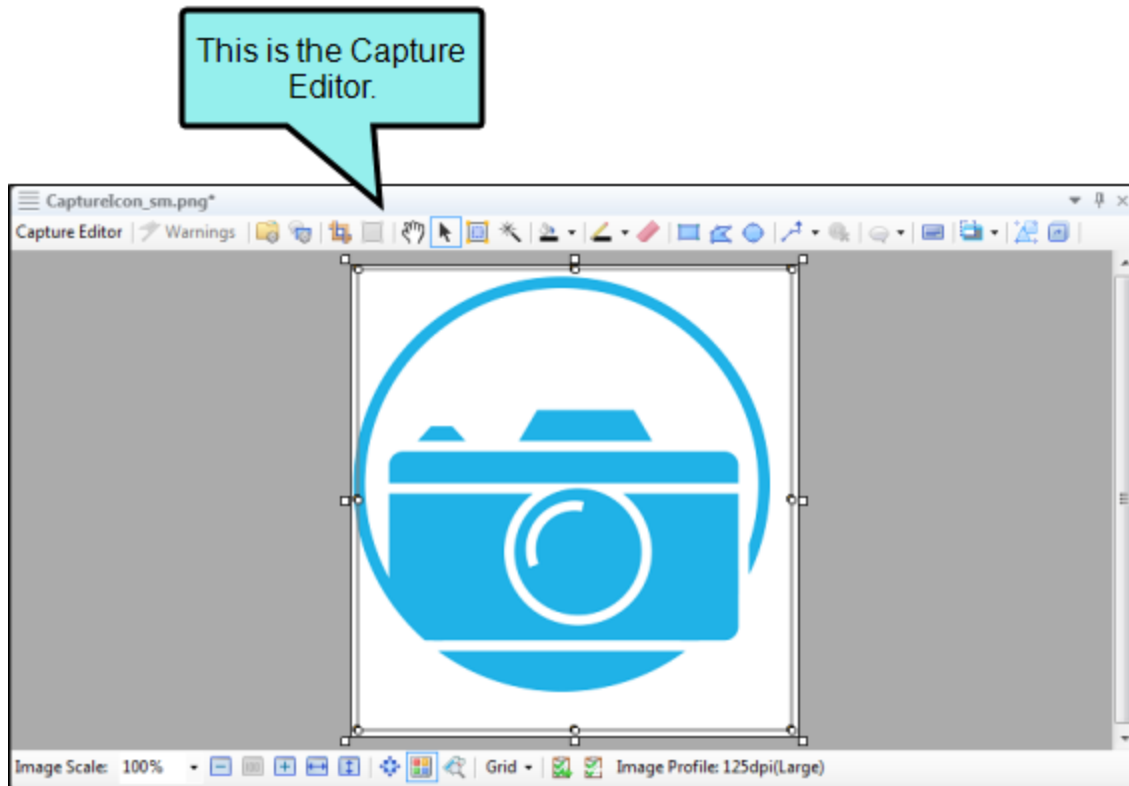 This is the Capture
Editor.
CaptureIcon_sm.png*
Capture Editor Warnings
Image Scale: 100% Grid Image Profile: 125dpi(Large)